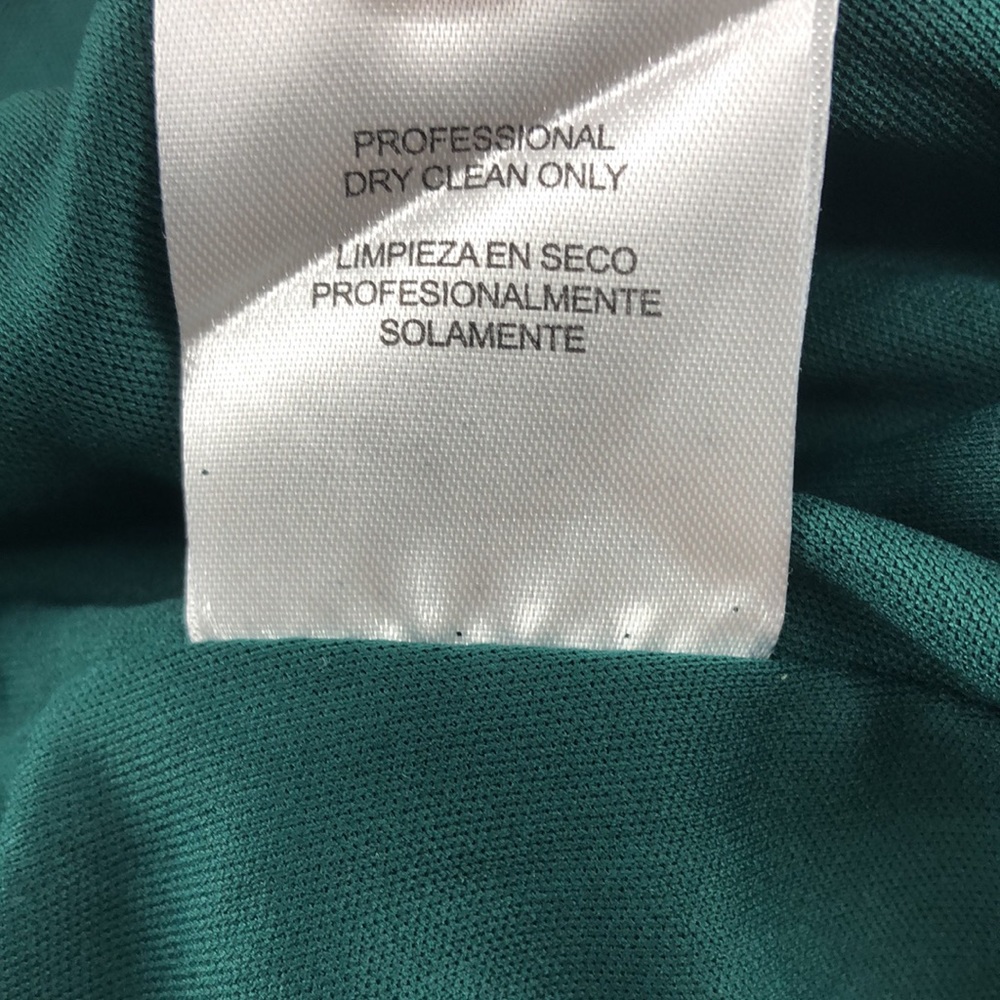 PROFESSIONAL
DRY CLEAN ONLY
LIMPIEZA EN SECO
PROFESIONALMENTE
SOLAMENTE